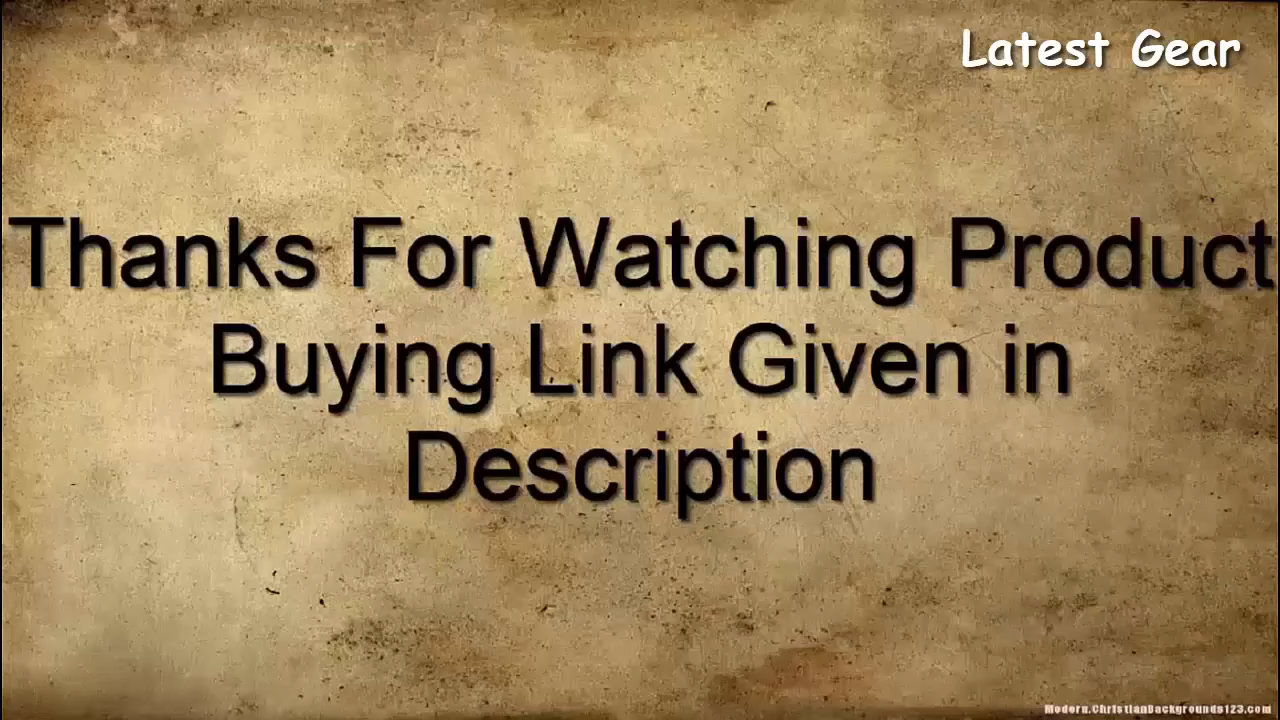 Latest Gear
Thanks For Watching Product
Buying Link Given in
Description
Modern.ChristianBackgrounds123.com